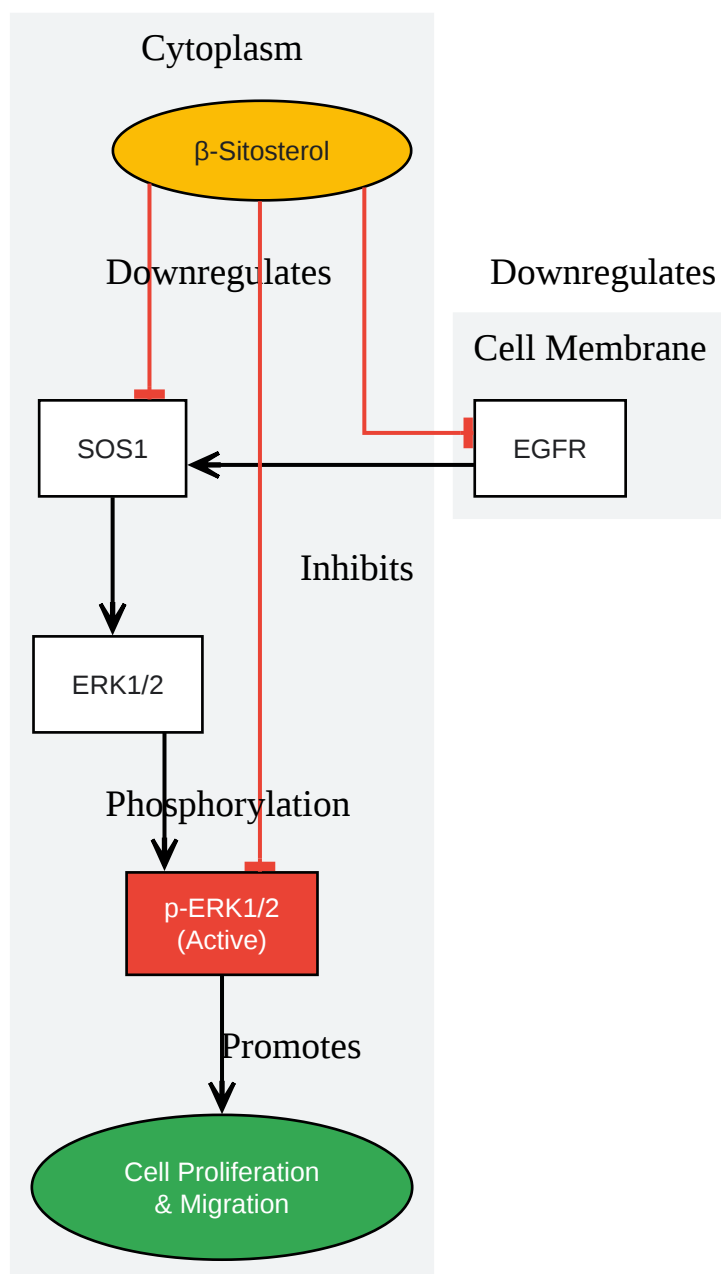 Cytoplasm
β-Sitosterol
Downregulates
Downregulates
Cell Membrane
SOS1
EGFR
Inhibits
ERK1/2
Phosphorylation
p-ERK1/2
(Active)
Promotes
Cell Proliferation
& Migration